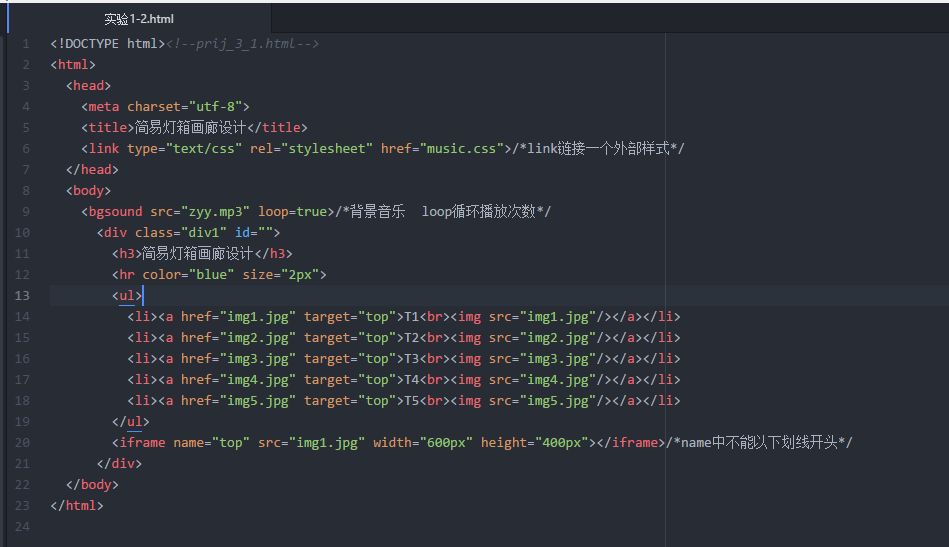 实验1-2.html
1 <!DOCTYPE html><!--prij_3_1.html-->
2 <html>
3 <head>
4 <meta charset="utf-8">
5 <title>简易灯箱画廊设计</title>
6 <link type="text/css" rel="stylesheet" href="music.css">/*link链接一个外部样式*/
7 </head>
8 <body>
9 <bgsound src="zyy.mp3" loop=true>/*背景音乐  loop循环播放次数*/
10 <div class="div1" id="">
11 <h3>简易灯箱画廊设计</h3>
12 <hr color="blue" size="2px">
13 <ul>
14 <li><a href="img1.jpg" target="top">T1<br><img src="img1.jpg"/></a></li>
15 <li><a href="img2.jpg" target="top">T2<br><img src="img2.jpg"/></a></li>
16 <li><a href="img3.jpg" target="top">T3<br><img src="img3.jpg"/></a></li>
17 <li><a href="img4.jpg" target="top">T4<br><img src="img4.jpg"/></a></li>
18 <li><a href="img5.jpg" target="top">T5<br><img src="img5.jpg"/></a></li>
19 </ul>
20 <iframe name="top" src="img1.jpg" width="600px" height="400px"></iframe>/*name中不能以下划线开头*/
21 </div>
22 </body>
23 </html>
24